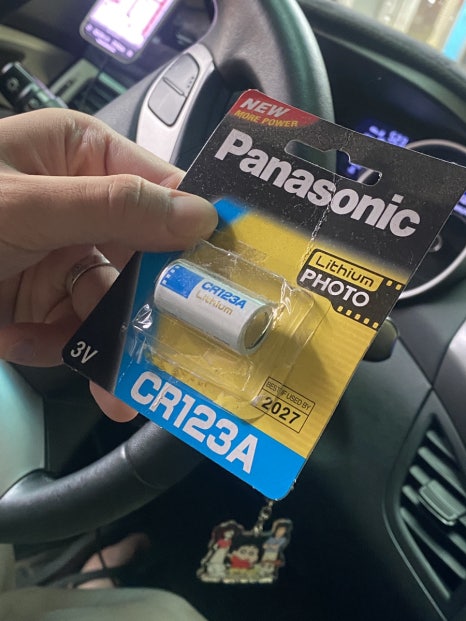 NEW
MORE POWER
Panasonic
Lithium
PHOTO
CR123A
Lithium
3V
BEST IF USED BY
2027
CR123A